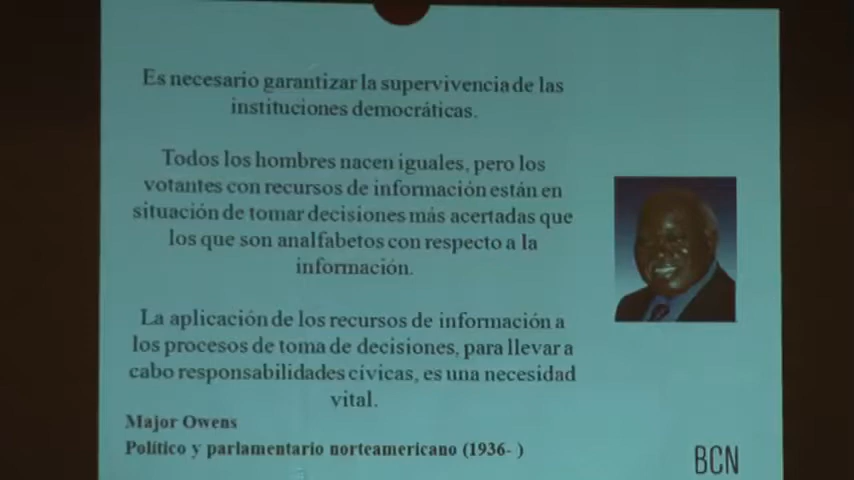 Es necesario garantizar la supervivencia de las
instituciones democráticas.
Todos los hombres nacen iguales, pero los
votantes con recursos de información están en
situación de tomar decisiones más acertadas que
los que son analfabetos con respecto a la
información.
La aplicación de los recursos de información a
los procesos de toma de decisiones, para llevar a
cabo responsabilidades cívicas, es una necesidad
vital.
Major Owens
Político y parlamentario norteamericano (1936- )
BCN